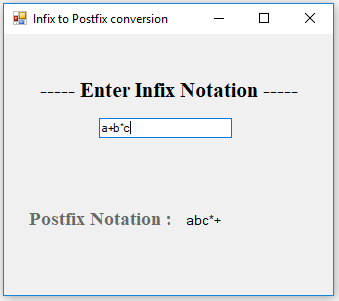 Infix to Postfix conversion
----- Enter Infix Notation -----
a+b*c
Postfix Notation : abc*+